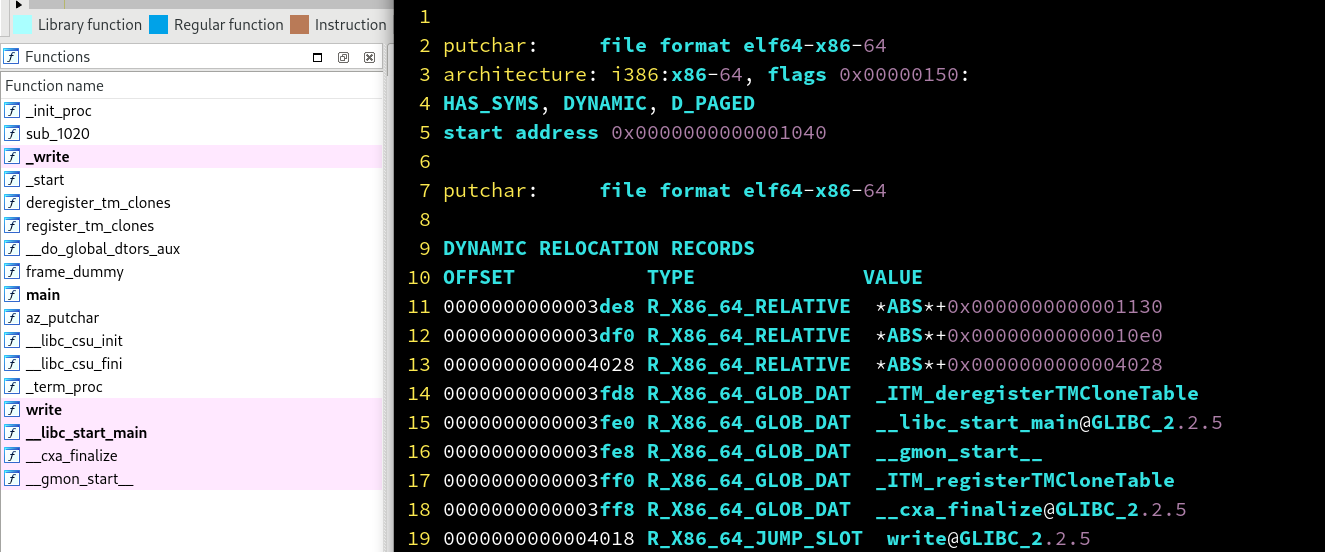 Library function Regular function Instruction
Functions
Function name
_init_proc
sub_1020
_write
_start
deregister_tm_clones
register_tm_clones
__do_global_dtors_aux
frame_dummy
main
az_putchar
__libc_csu_init
__libc_csu_fini
_term_proc
write
__libc_start_main
__cxa_finalize
__gmon_start__
1
2 putchar:     file format elf64-x86-64
3 architecture: i386:x86-64, flags 0x00000150:
4 HAS_SYMS, DYNAMIC, D_PAGED
5 start address 0x0000000000001040
6
7 putchar:     file format elf64-x86-64
8
9 DYNAMIC RELOCATION RECORDS
10 OFFSET           TYPE              VALUE
11 0000000000003de8 R_X86_64_RELATIVE  *ABS*+0x0000000000001130
12 0000000000003df0 R_X86_64_RELATIVE  *ABS*+0x00000000000010e0
13 0000000000004028 R_X86_64_RELATIVE  *ABS*+0x0000000000004028
14 0000000000003fd8 R_X86_64_GLOB_DAT  _ITM_deregisterTMCloneTable
15 0000000000003fe0 R_X86_64_GLOB_DAT  __libc_start_main@GLIBC_2.2.5
16 0000000000003fe8 R_X86_64_GLOB_DAT  __gmon_start__
17 0000000000003ff0 R_X86_64_GLOB_DAT  _ITM_registerTMCloneTable
18 0000000000003ff8 R_X86_64_GLOB_DAT  __cxa_finalize@GLIBC_2.2.5
19 0000000000004018 R_X86_64_JUMP_SLOT  write@GLIBC_2.2.5